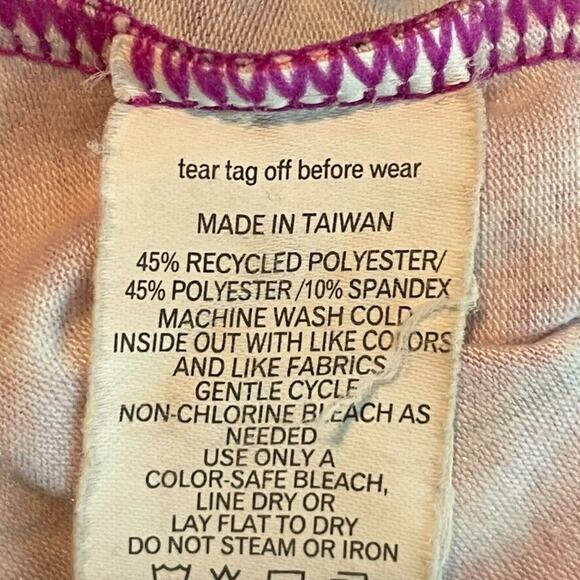 tear tag off before wear
MADE IN TAIWAN
45% RECYCLED POLYESTER/
45% POLYESTER /10% SPANDEX
MACHINE WASH COLD
INSIDE OUT WITH LIKE COLORS
AND LIKE FABRICS
GENTLE CYCLE
NON-CHLORINE BLEACH AS
NEEDED
USE ONLY A
COLOR-SAFE BLEACH,
LINE DRY OR
LAY FLAT TO DRY
DO NOT STEAM OR IRON